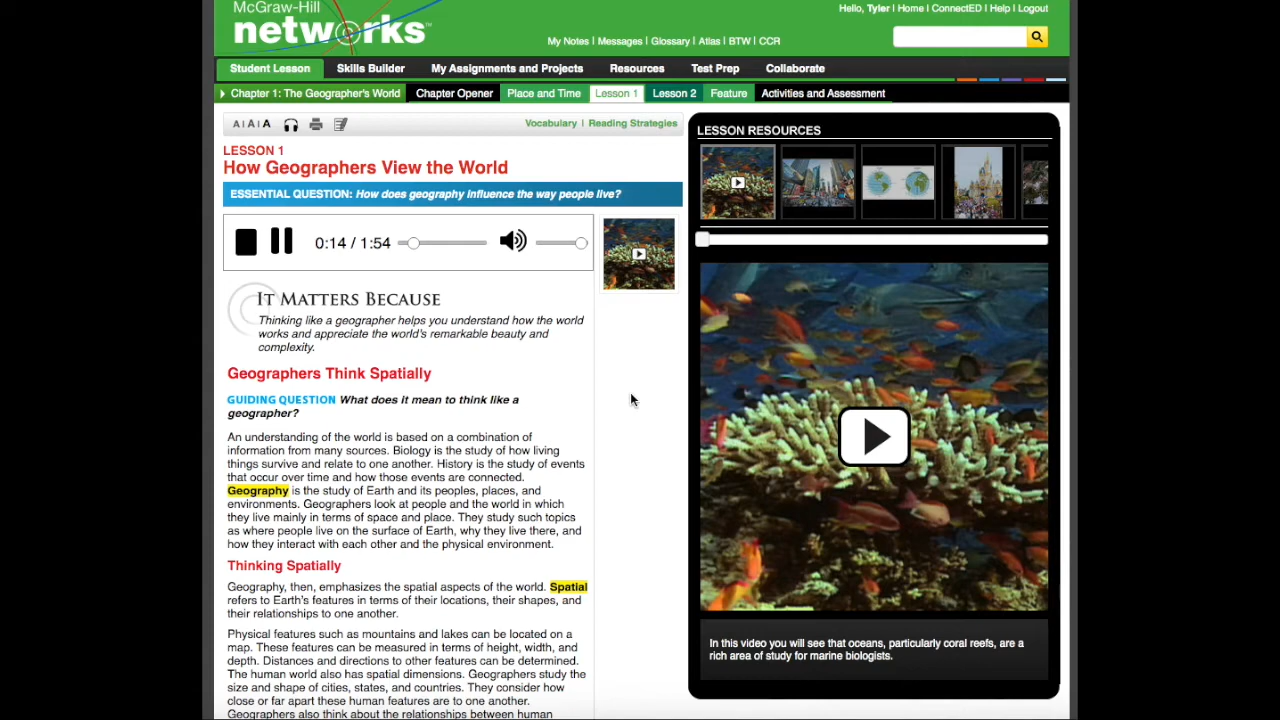 McGraw-Hill
networks™
Hello, Tyler | Home | ConnectED | Help | Logout
My Notes | Messages | Glossary | Atlas | BTW | CCR
Student Lesson Skills Builder My Assignments and Projects Resources Test Prep Collaborate
Chapter 1: The Geographer's World Chapter Opener Place and Time Lesson 1 Lesson 2 Feature Activities and Assessment
A | A | A
Vocabulary | Reading Strategies
LESSON 1
How Geographers View the World
ESSENTIAL QUESTION: How does geography influence the way people live?
0:14 / 1:54
IT MATTERS BECAUSE
Thinking like a geographer helps you understand how the world
works and appreciate the world's remarkable beauty and
complexity.
Geographers Think Spatially
GUIDING QUESTION What does it mean to think like a
geographer?
An understanding of the world is based on a combination of
information from many sources. Biology is the study of how living
things survive and relate to one another. History is the study of events
that occur over time and how those events are connected.
Geography is the study of Earth and its peoples, places, and
environments. Geographers look at people and the world in which
they live mainly in terms of space and place. They study such topics
as where people live on the surface of Earth, why they live there, and
how they interact with each other and the physical environment.
Thinking Spatially
Geography, then, emphasizes the spatial aspects of the world. Spatial
refers to Earth's features in terms of their locations, their shapes, and
their relationships to one another.
Physical features such as mountains and lakes can be located on a
map. These features can be measured in terms of height, width, and
depth. Distances and directions to other features can be determined.
The human world also has spatial dimensions. Geographers study the
size and shape of cities, states, and countries. They consider how
close or far apart these human features are to one another.
Geographers also think about the relationships between human
LESSON RESOURCES
In this video you will see that oceans, particularly coral reefs, are a
rich area of study for marine biologists.